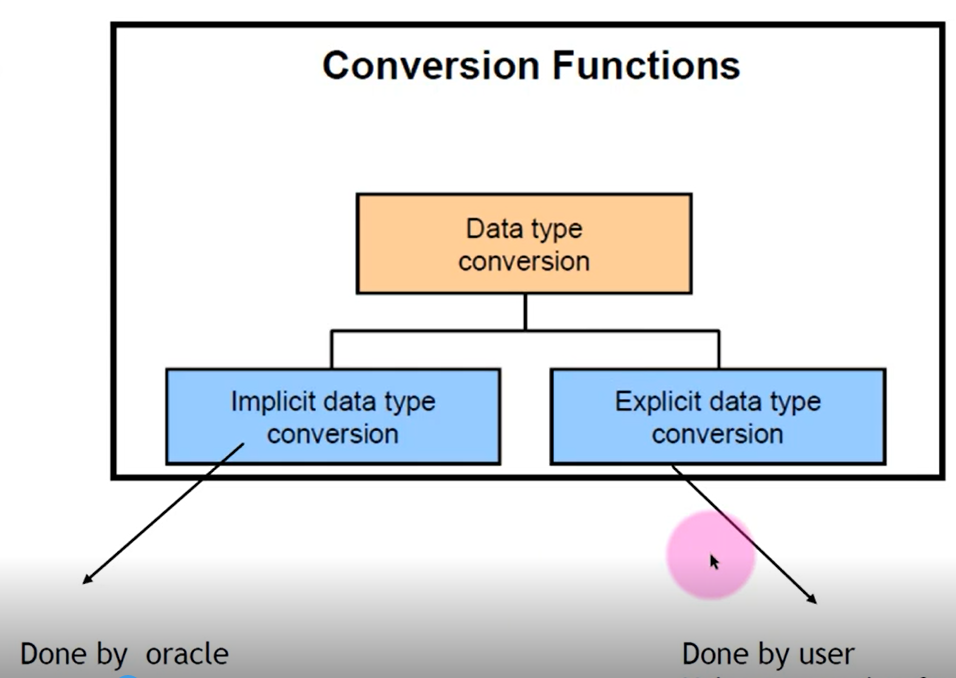 Conversion Functions
Data type
conversion
Implicit data type
conversion
Explicit data type
conversion
Done by oracle
Done by user